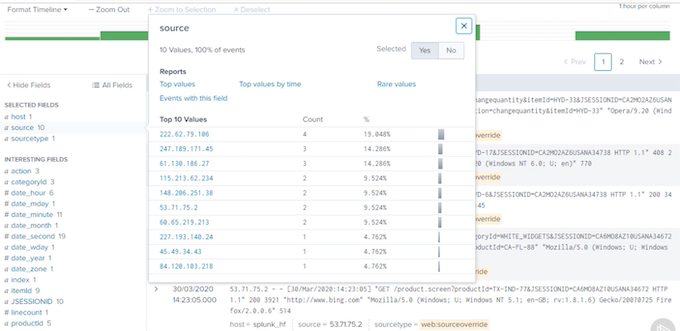 Format Timeline
— Zoom Out
+ Zoom to Selection
× Deselect
1 hour per column
source
10 Values, 100% of events
Selected
Yes
No
Reports
Top values
Top values by time
Rare values
Events with this field
Top 10 Values
Count
%
222.62.79.106 4 19.048%
247.189.171.45 3 14.286%
61.130.186.27 3 14.286%
115.213.62.234 2 9.524%
148.206.251.38 2 9.524%
53.71.75.2 2 9.524%
60.65.219.213 2 9.524%
227.193.140.24 1 4.762%
45.49.34.43 1 4.762%
84.120.103.218 1 4.762%
< Prev 1 2 Next >
< Hide Fields
All Fields
SELECTED FIELDS
a host 1
a source 10
a sourcetype 1
INTERESTING FIELDS
a action 3
a categoryId 3
# date_hour 6
# date_mday 1
# date_minute 11
a date_month 1
# date_second 19
a date_wday 1
# date_year 1
a date_zone 1
a index 1
a itemId 9
a JSESSIONID 10
# linecount 1
a productId 5
hangequantity&itemId=HYD-33&JSESSIONID=CA2MO2AZ6USAN
ion=changequantity&itemId=HYD-33" "Opera/9.20 (Wind
override
D-17&JSESSIONID=CA2MO2AZ6USANA34738 HTTP 1.1" 408 2
20 (Windows NT 6.0; U; en)" 770
override
D-6&JSESSIONID=CA2MO2AZ6USANA34738 HTTP 1.1" 200 34
45
override
goryId=WHITE_WIDGETS&JSESSIONID=CA6MO8AZ10USANA34672
oductId=CA-FL-88" "Mozilla/5.0 (Windows; U; Windows
ride
> 30/03/2020 53.71.75.2 - - [30/Mar/2020:14:23:05] "GET /product.screen?productId=TX-IND-77&JSESSIONID=CA6MO8AZ10USANA34672 HTTP
14:23:05.000 1.1" 200 3921 "http://www.bing.com" "Mozilla/5.0 (Windows; U; Windows NT 5.1; en-GB; rv:1.8.1.6) Gecko/20070725 Fire
fox/2.0.0.6" 514
host = splunk_hf source = 53.71.75.2 sourcetype = web:sourceoverride